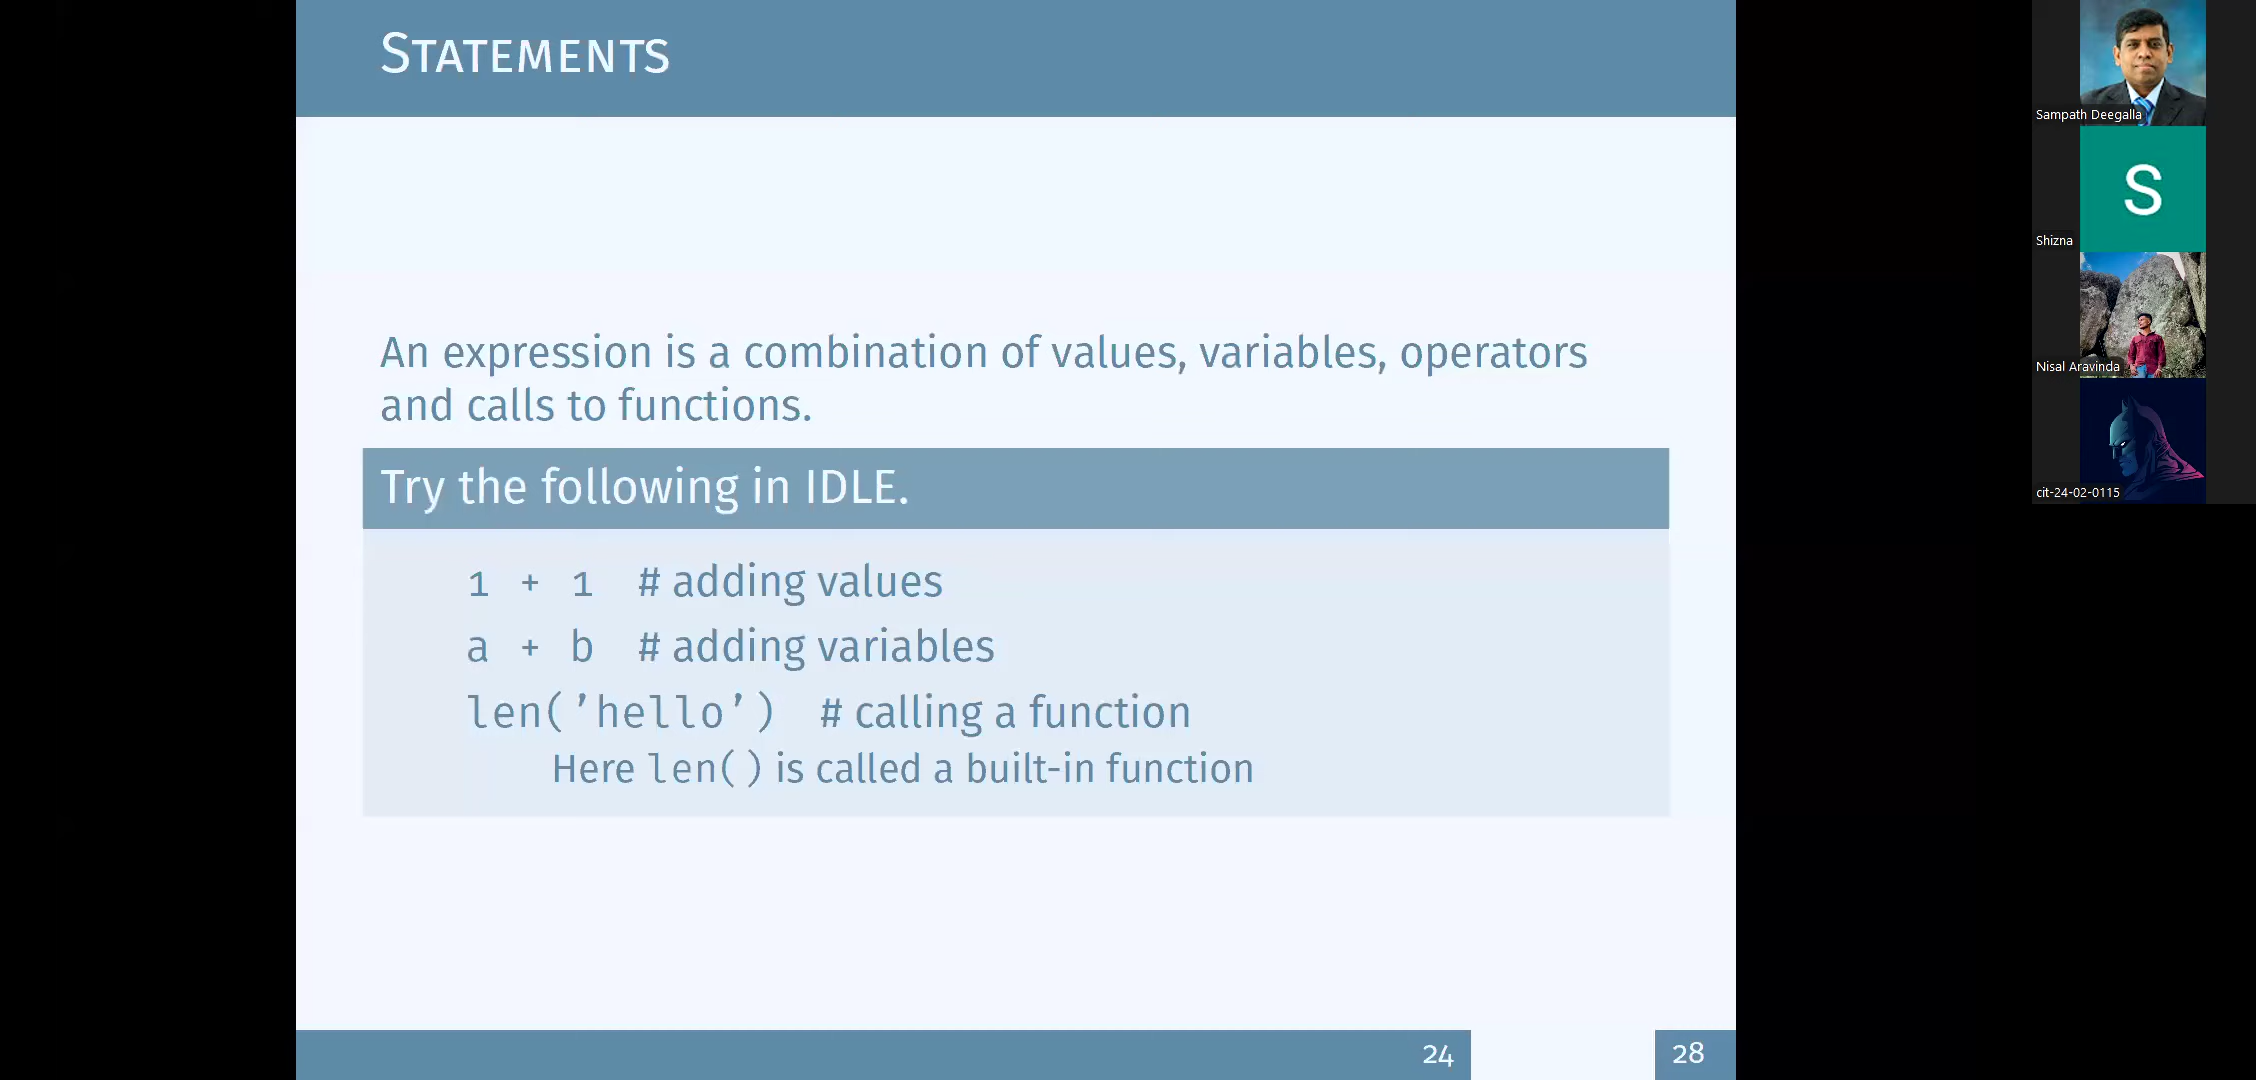 STATEMENTS
An expression is a combination of values, variables, operators
and calls to functions.
Try the following in IDLE.
1 + 1 # adding values
a + b # adding variables
len(’hello’) # calling a function
Here len() is called a built-in function
24
28
Sampath Deegalla
S
Shizna
Nisal Aravinda
cit-24-02-0115